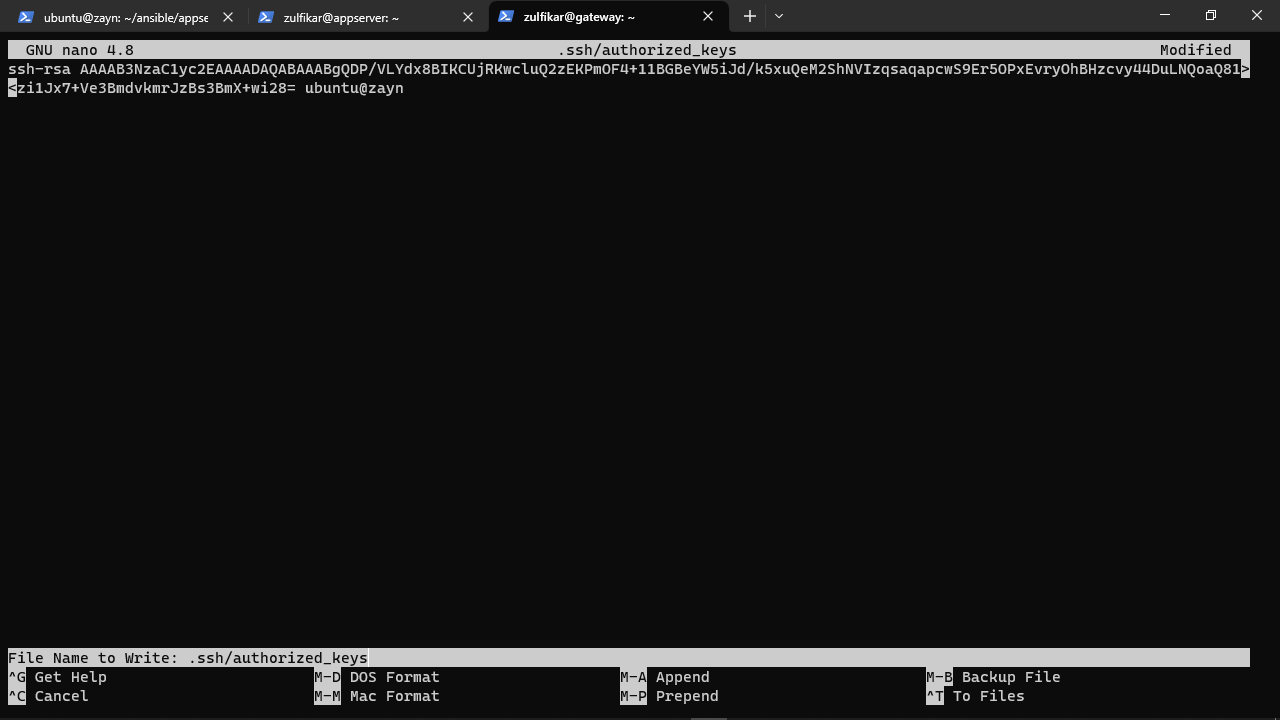 ubuntu@zayn: ~/ansible/appse
zulfikar@appserver: ~
zulfikar@gateway: ~
GNU nano 4.8 .ssh/authorized_keys Modified
ssh-rsa AAAAB3NzaC1yc2EAAAADAQABAAABgQDP/VLYdx8BIKCUjRKwcluQ2zEKPmOF4+11BGBeYW5iJd/k5xuQeM2ShNVIzqsaqapcwS9Er5OPxEvryOhBHzcvy44DuLNQoaQ81>
<zi1Jx7+Ve3BmdvkmrJzBs3BmX+wi28= ubuntu@zayn
File Name to Write: .ssh/authorized_keys
^G Get Help M-D DOS Format M-A Append M-B Backup File
^C Cancel M-M Mac Format M-P Prepend ^T To Files